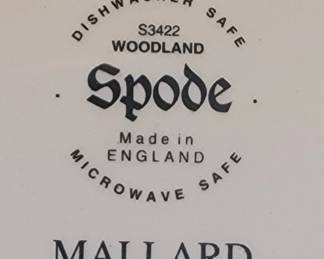 DISHWASHER SAFE
S3422
WOODLAND
Spode
Made in
ENGLAND
MICROWAVE SAFE
MALLARD